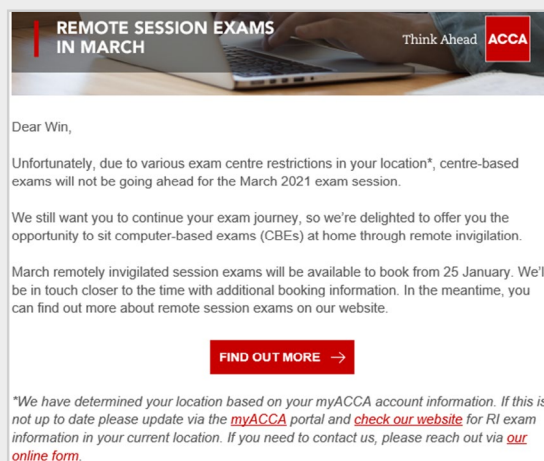 REMOTE SESSION EXAMS
IN MARCH
Think Ahead ACCA
Dear Win,
Unfortunately, due to various exam centre restrictions in your location*, centre-based
exams will not be going ahead for the March 2021 exam session.
We still want you to continue your exam journey, so we're delighted to offer you the
opportunity to sit computer-based exams (CBEs) at home through remote invigilation.
March remotely invigilated session exams will be available to book from 25 January. We'l
be in touch closer to the time with additional booking information. In the meantime, you
can find out more about remote session exams on our website.
FIND OUT MORE →
*We have determined your location based on your myACCA account information. If this is
not up to date please update via the myACCA portal and check our website for RI exam
information in your current location. If you need to contact us, please reach out via our
online form.